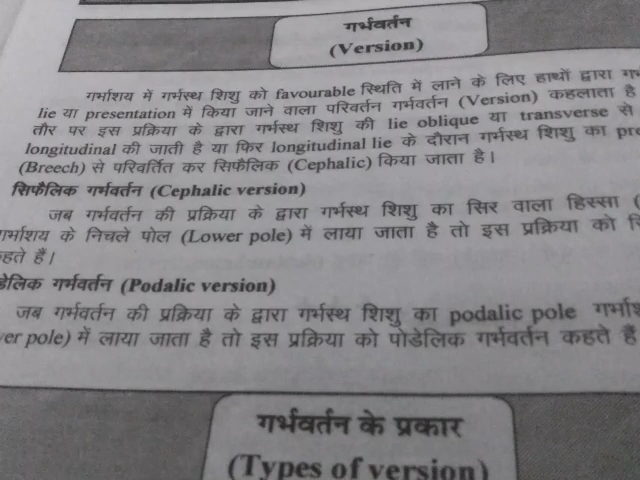 गर्भवर्तन
(Version)
गर्भाशय में गर्भस्थ शिशु को favourable स्थिति में लाने के लिए हाथों द्वारा
lie या presentation में किया जाने वाला परिवर्तन गर्भवर्तन (Version) कहलाता है
तौर पर इस प्रक्रिया के द्वारा गर्भस्थ शिशु की lie oblique या transverse से
longitudinal की जाती है या फिर longitudinal lie के दौरान गर्भस्थ शिशु का
(Breech) से परिवर्तित कर सिफैलिक (Cephalic) किया जाता है।
सिफैलिक गर्भवर्तन (Cephalic version)
जब गर्भवर्तन की प्रक्रिया के द्वारा गर्भस्थ शिशु का सिर वाला हिस्सा
गर्भाशय के निचले पोल (Lower pole) में लाया जाता है तो इस प्रक्रिया को
कहते हैं।
डेलिक गर्भवर्तन (Podalic version)
जब गर्भवर्तन की प्रक्रिया के द्वारा गर्भस्थ शिशु का podalic pole
ver pole) में लाया जाता है तो इस प्रक्रिया को पोडेलिक गर्भवर्तन कहते हैं
गर्भवर्तन के प्रकार
(Types of version)